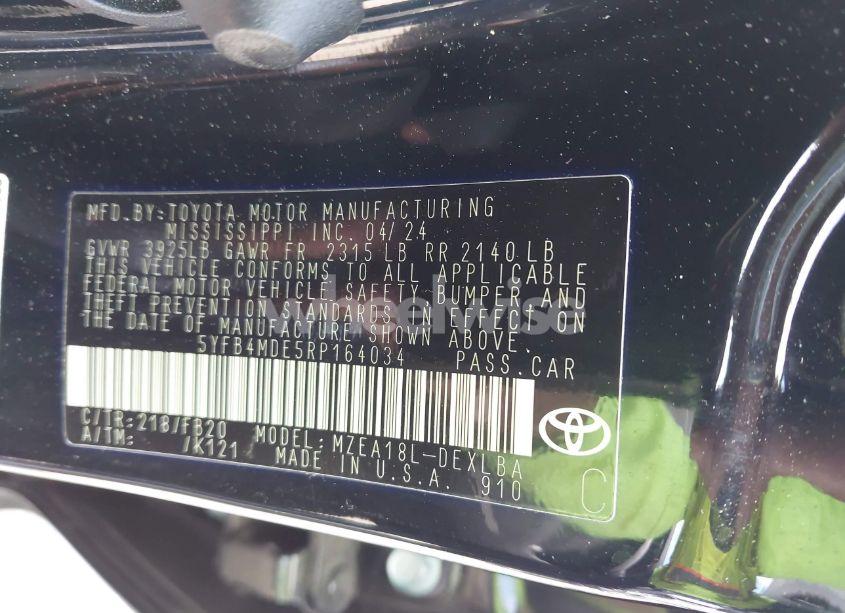 MFD. BY: TOYOTA MOTOR MANUFACTURING
MISSISSIPPI INC. 04/24
GVWR 3925LB GAWR FR 2315 LB RR 2140 LB
THIS VEHICLE CONFORMS TO ALL APPLICABLE
FEDERAL MOTOR VEHICLE SAFETY, BUMPER AND
THEFT PREVENTION STANDARDS IN EFFECT ON
THE DATE OF MANUFACTURE SHOWN ABOVE.
5YFB4MDE5RP164034 PASS. CAR
C/TR: 218/FB20 MODEL: MZEA18L-DEXLBA
A/TM: /K121 MADE IN U.S.A. 910
C
wheelwise